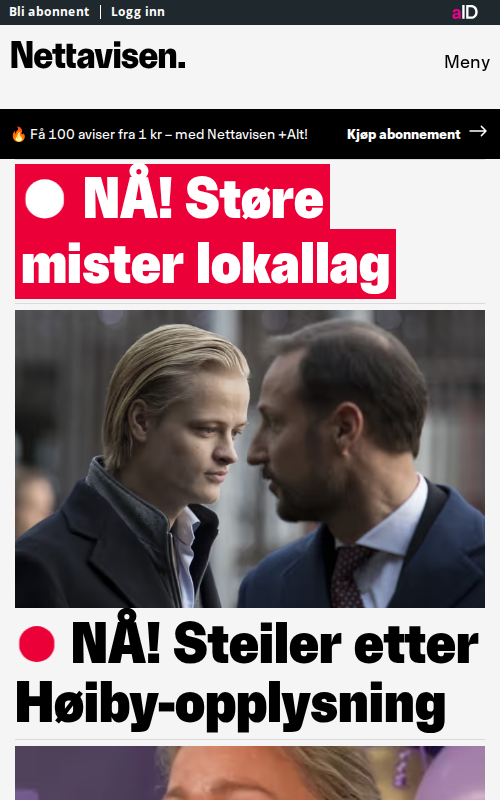 Bli abonnent | Logg inn aID
Nettavisen.
Meny
🔥 Få 100 aviser fra 1 kr – med Nettavisen +Alt! Kjøp abonnement →
NÅ! Støre
mister lokallag
NÅ! Steiler etter
Høiby-opplysning